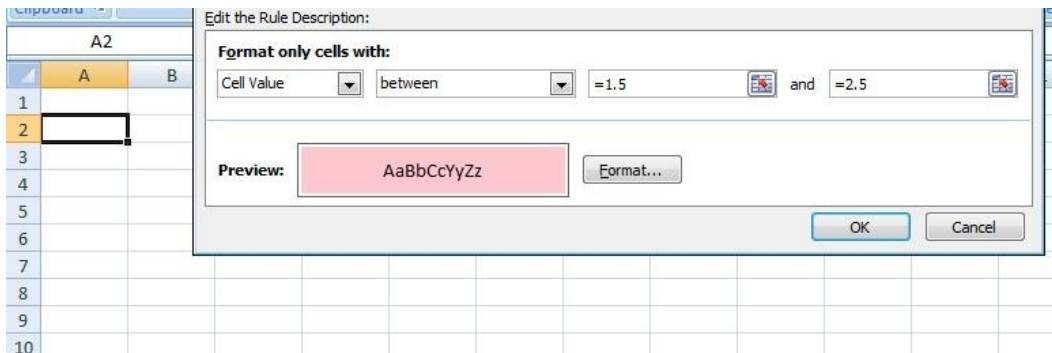 Clipboard
Edit the Rule Description:
A2
Format only cells with:
Cell Value between =1.5 and =2.5
A B
1
2
3
Preview: AaBbCcYyZz Format...
4
5
OK Cancel
6
7
8
9
10